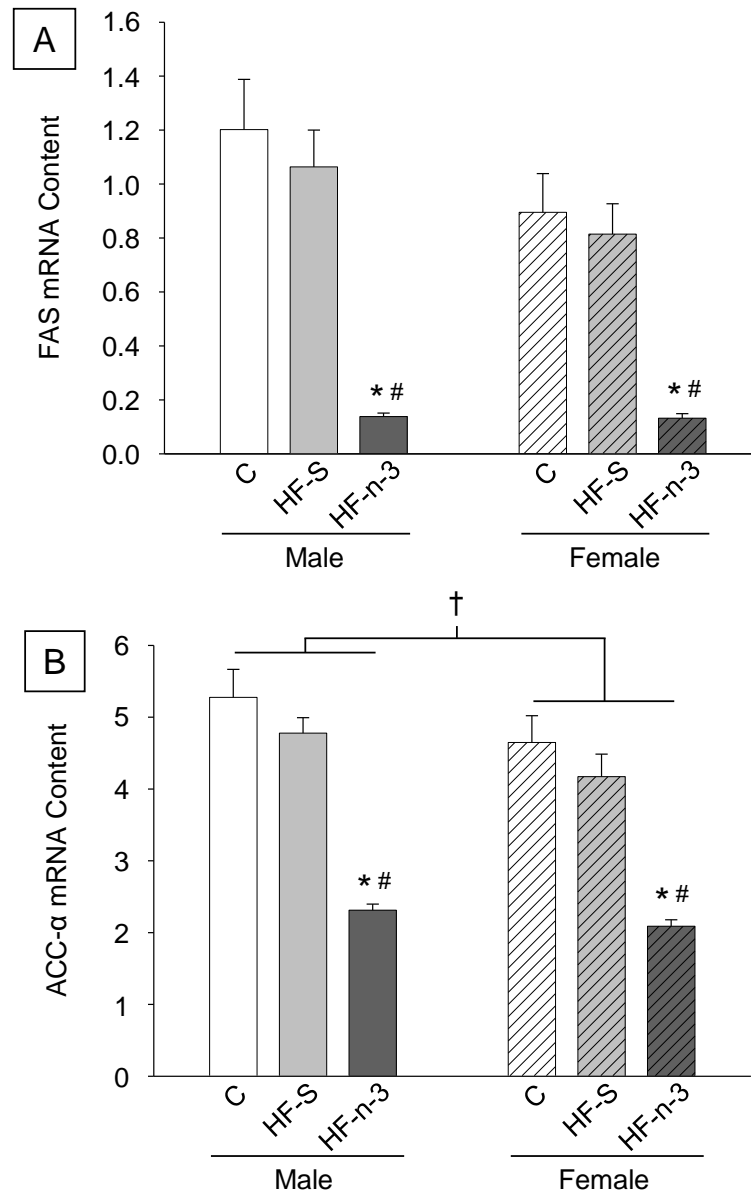 A
FAS mRNA Content
1.6
1.4
1.2
1.0
0.8
0.6
0.4
0.2
0.0
* #
* #
C
HF-S
HF-n-3
C
HF-S
HF-n-3
Male
Female
B
ACC-α mRNA Content
†
6
5
4
3
2
1
0
* #
* #
C
HF-S
HF-n-3
C
HF-S
HF-n-3
Male
Female